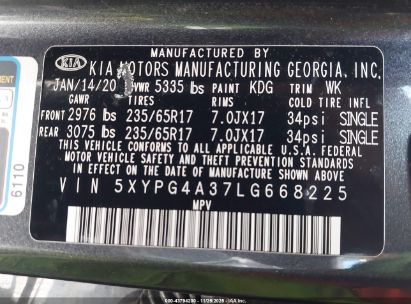 MANUFACTURED BY
KIA KIA MOTORS MANUFACTURING GEORGIA, INC.
JAN/14/20 GVWR 5335 lbs PAINT KDG TRIM WK
GAWR TIRES RIMS COLD TIRE INFL
FRONT 2976 lbs 235/65R17 7.0JX17 34psi SINGLE
REAR 3075 lbs 235/65R17 7.0JX17 34psi SINGLE
THIS VEHICLE CONFORMS TO ALL APPLICABLE FEDERAL
MOTOR VEHICLE SAFETY STANDARDS IN EFFECT ON THE
DATE OF MANUFACTURE SHOWN ABOVE
VIN 5XYPG4A37LG668225
MPV
6110